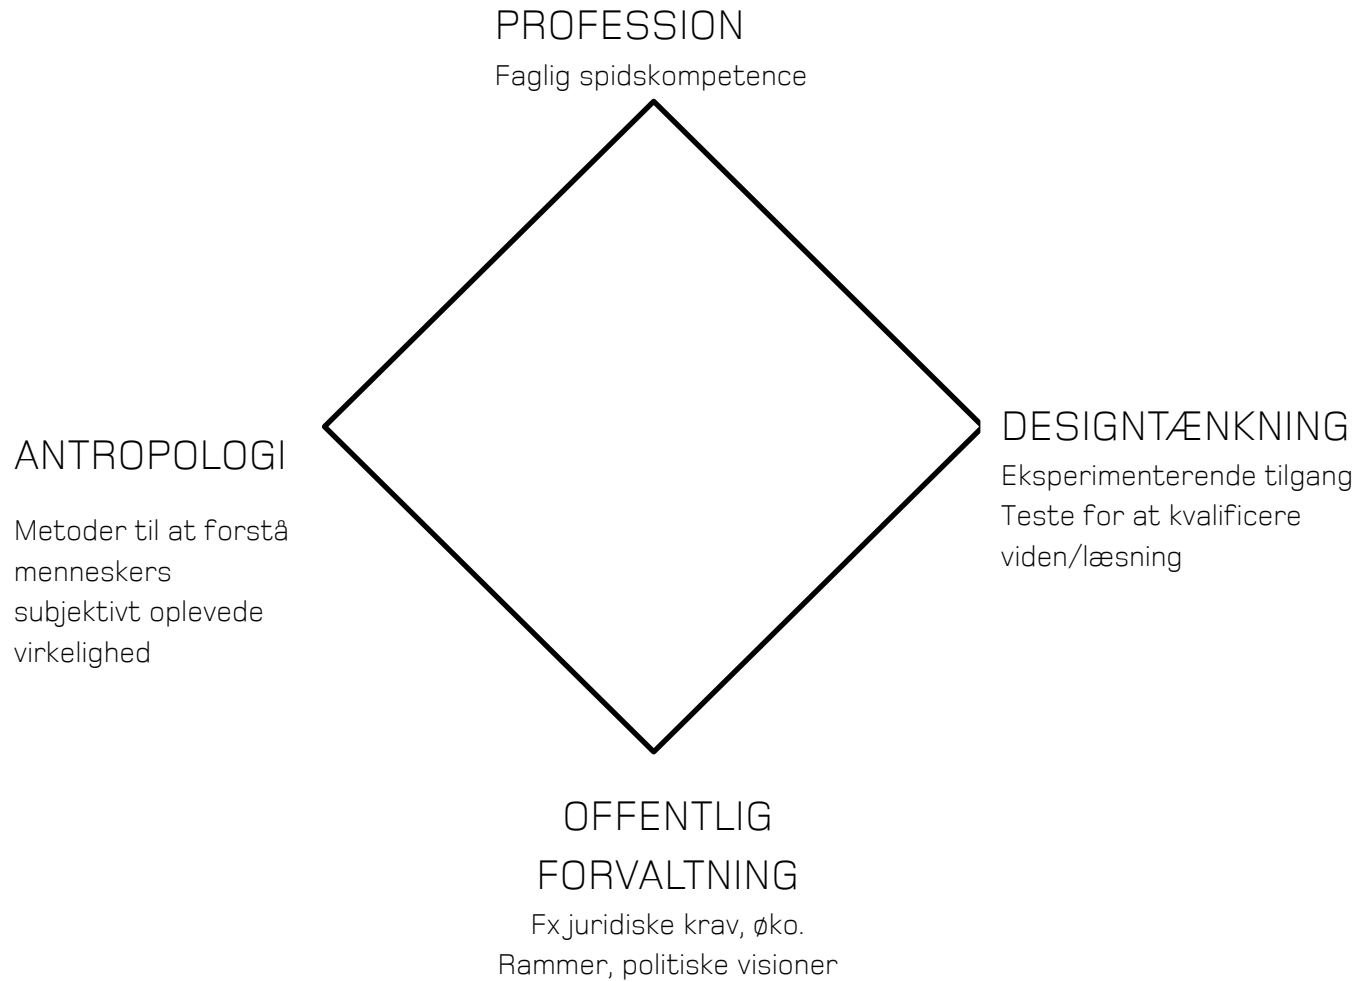 PROFESSION
Faglig spidskompetence
ANTROPOLOGI
Metoder til at forstå
menneskers
subjektivt oplevede
virkelighed
DESIGNTÆNKNING
Eksperimenterende tilgang
Teste for at kvalificere
viden/læsning
OFFENTLIG
FORVALTNING
Fx juridiske krav, øko.
Rammer, politiske visioner